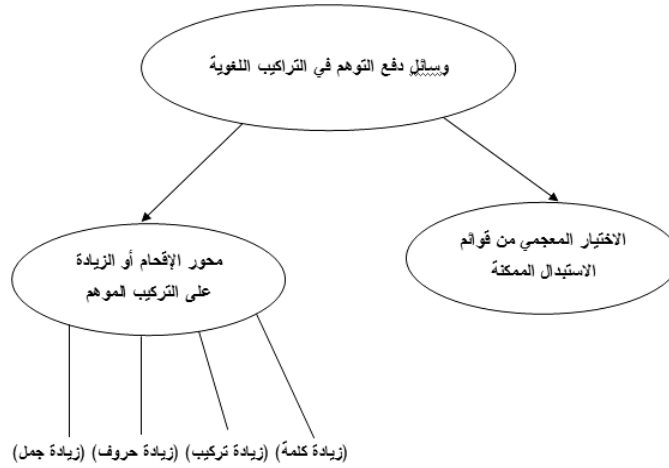 وسائل دفع التوهم في التراكيب اللغوية
الاختيار المعجمي من قوائم
الاستبدال الممكنة
محور الإقحام أو الزيادة
على التركيب الموهم
(زيادة كلمة) (زيادة تركيب) (زيادة حروف) (زيادة جمل)